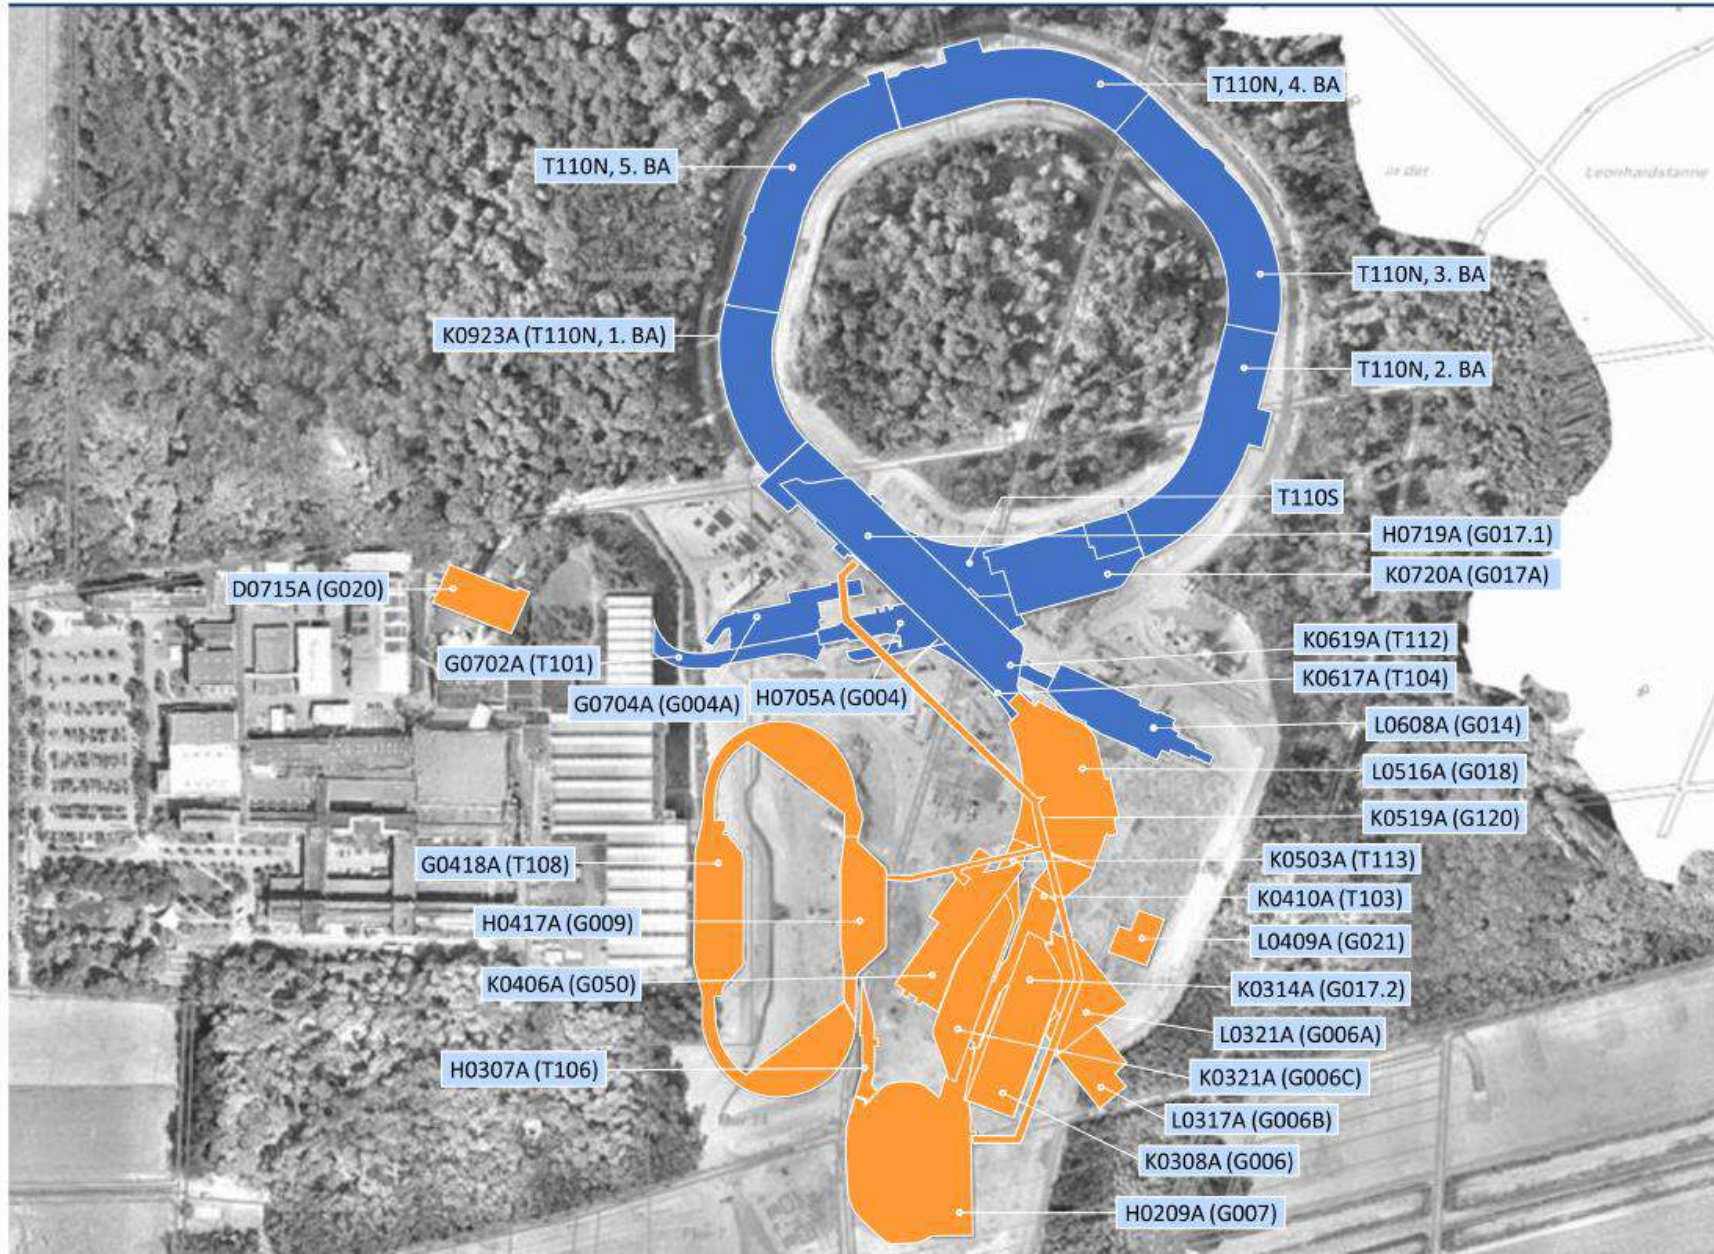 T110N, 4. BA
T110N, 5. BA
in der
Leonhardstanne
T110N, 3. BA
K0923A (T110N, 1. BA)
T110N, 2. BA
T110S
H0719A (G017.1)
K0720A (G017A)
D0715A (G020)
K0619A (T112)
G0702A (T101)
K0617A (T104)
G0704A (G004A)
H0705A (G004)
L0608A (G014)
L0516A (G018)
K0519A (G120)
G0418A (T108)
K0503A (T113)
K0410A (T103)
H0417A (G009)
L0409A (G021)
K0406A (G050)
K0314A (G017.2)
L0321A (G006A)
H0307A (T106)
K0321A (G006C)
L0317A (G006B)
K0308A (G006)
H0209A (G007)